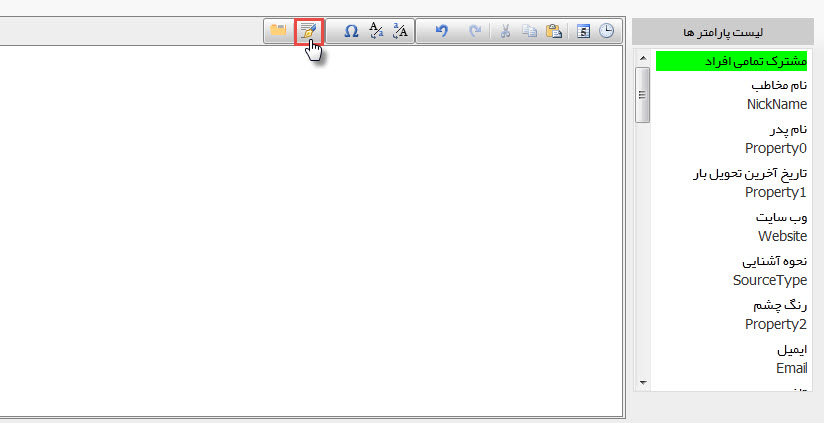 لیست پارامتر ها
مشترک تمامی افراد
نام مخاطب
NickName
نام پدر
Property0
تاریخ آخرین تحویل بار
Property1
وب سایت
Website
نحوه آشنایی
SourceType
رنگ چشم
Property2
ایمیل
Email